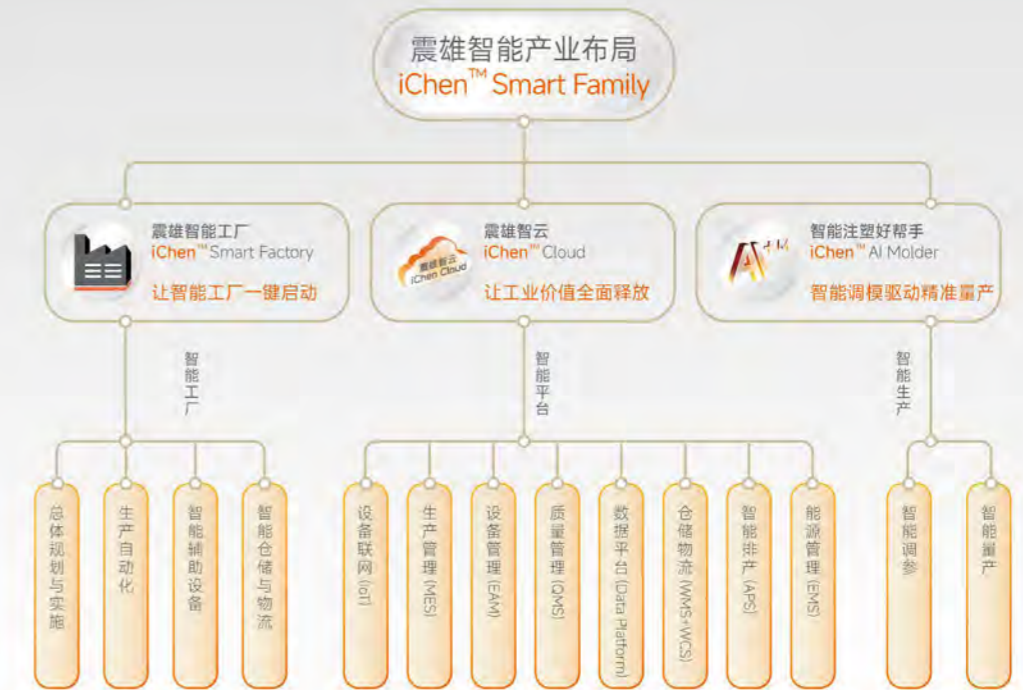 震雄智能产业布局
iChen™ Smart Family
震雄智能工厂
iChen™ Smart Factory
让智能工厂一键启动
震雄智云
iChen Cloud
震雄智云
iChen™ Cloud
让工业价值全面释放
A+M
智能注塑好帮手
iChen™ AI Molder
智能调模驱动精准量产
智能工厂
智能平台
智能生产
总体规划与实施
生产自动化
智能辅助设备
智能仓储与物流
设备联网 (IoT)
生产管理 (MES)
设备管理 (EAM)
质量管理 (QMS)
数据平台 (Data Platform)
仓储物流 (WMS+WCS)
智能排产 (APS)
能源管理 (EMS)
智能调参
智能量产